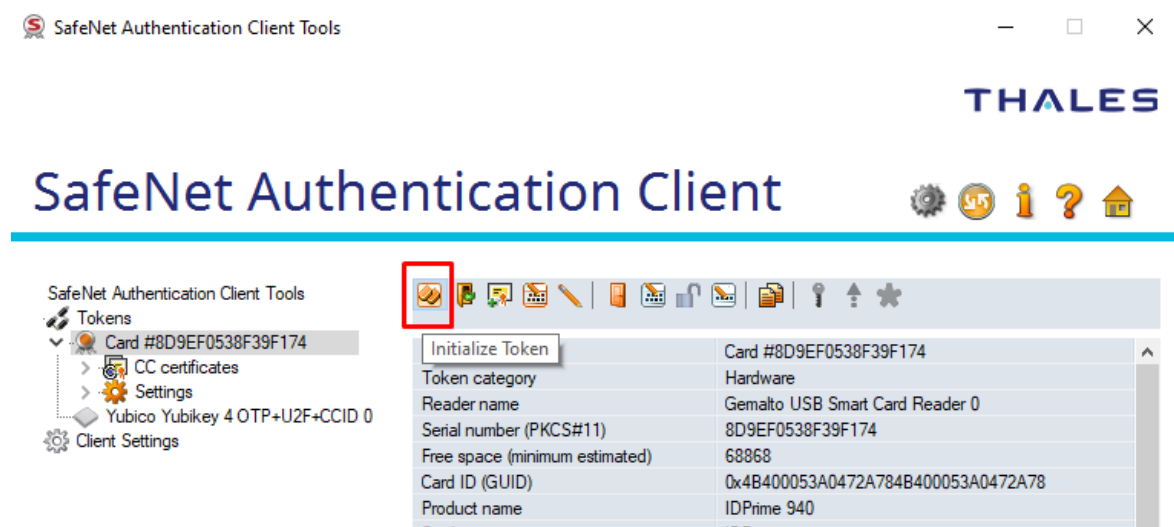 SafeNet Authentication Client Tools
THALES
SafeNet Authentication Client
SafeNet Authentication Client Tools
Tokens
Card #8D9EF0538F39F174
CC certificates
Settings
Yubico Yubikey 4 OTP+U2F+CCID 0
Client Settings
Initialize Token
Card #8D9EF0538F39F174
Token category Hardware
Reader name Gemalto USB Smart Card Reader 0
Serial number (PKCS#11) 8D9EF0538F39F174
Free space (minimum estimated) 68868
Card ID (GUID) 0x4B400053A0472A784B400053A0472A78
Product name IDPrime 940